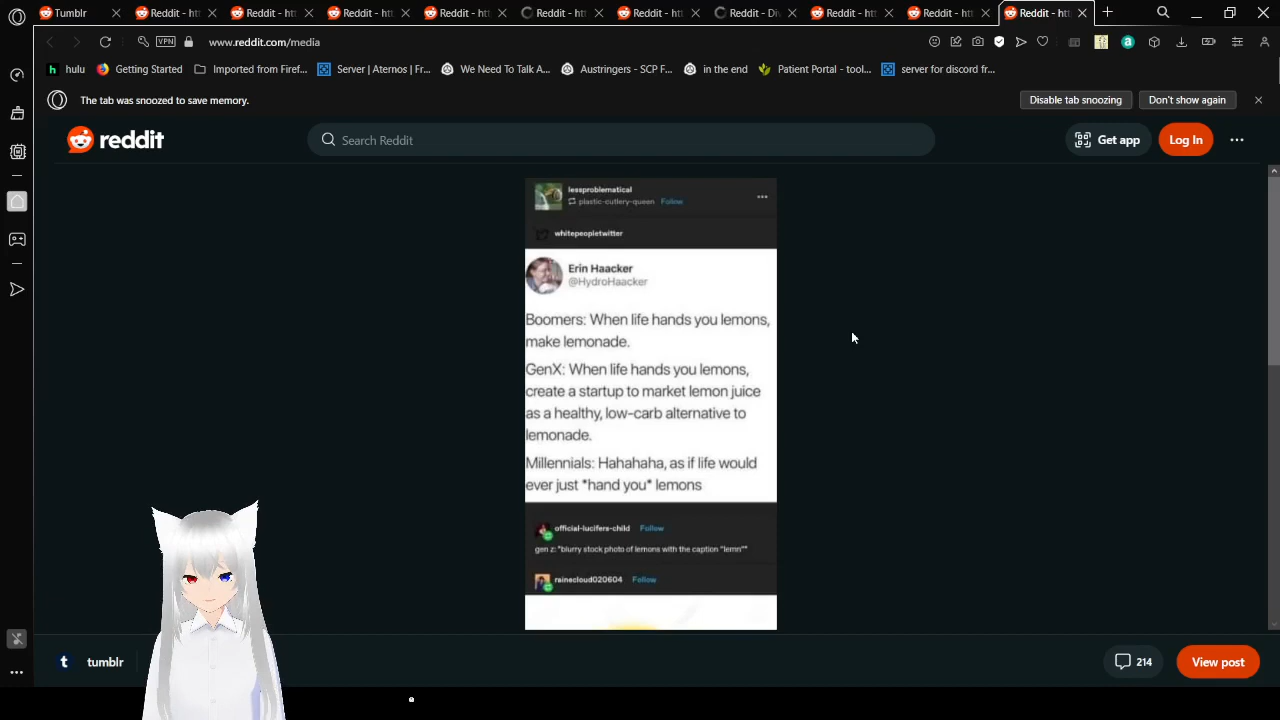 Tumblr
Reddit - htt
Reddit - htt
Reddit - htt
Reddit - htt
Reddit - htt
Reddit - htt
Reddit - Div
Reddit - htt
Reddit - htt
Reddit - htt
VPN
www.reddit.com/media
h hulu
Getting Started
Imported from Firef...
Server | Aternos | Fr...
We Need To Talk A...
Austringers - SCP F...
in the end
Patient Portal - tool...
server for discord fr...
The tab was snoozed to save memory.
Disable tab snoozing
Don't show again
reddit
Search Reddit
Get app
Log In
lessproblematical
plastic-cutlery-queen Follow
whitepeopletwitter
Erin Haacker
@HydroHaacker
Boomers: When life hands you lemons,
make lemonade.
GenX: When life hands you lemons,
create a startup to market lemon juice
as a healthy, low-carb alternative to
lemonade.
Millennials: Hahahaha, as if life would
ever just *hand you* lemons
official-lucifers-child Follow
gen z: *blurry stock photo of lemons with the caption "lemn"*
rainecloud020604 Follow
t tumblr
214
View post